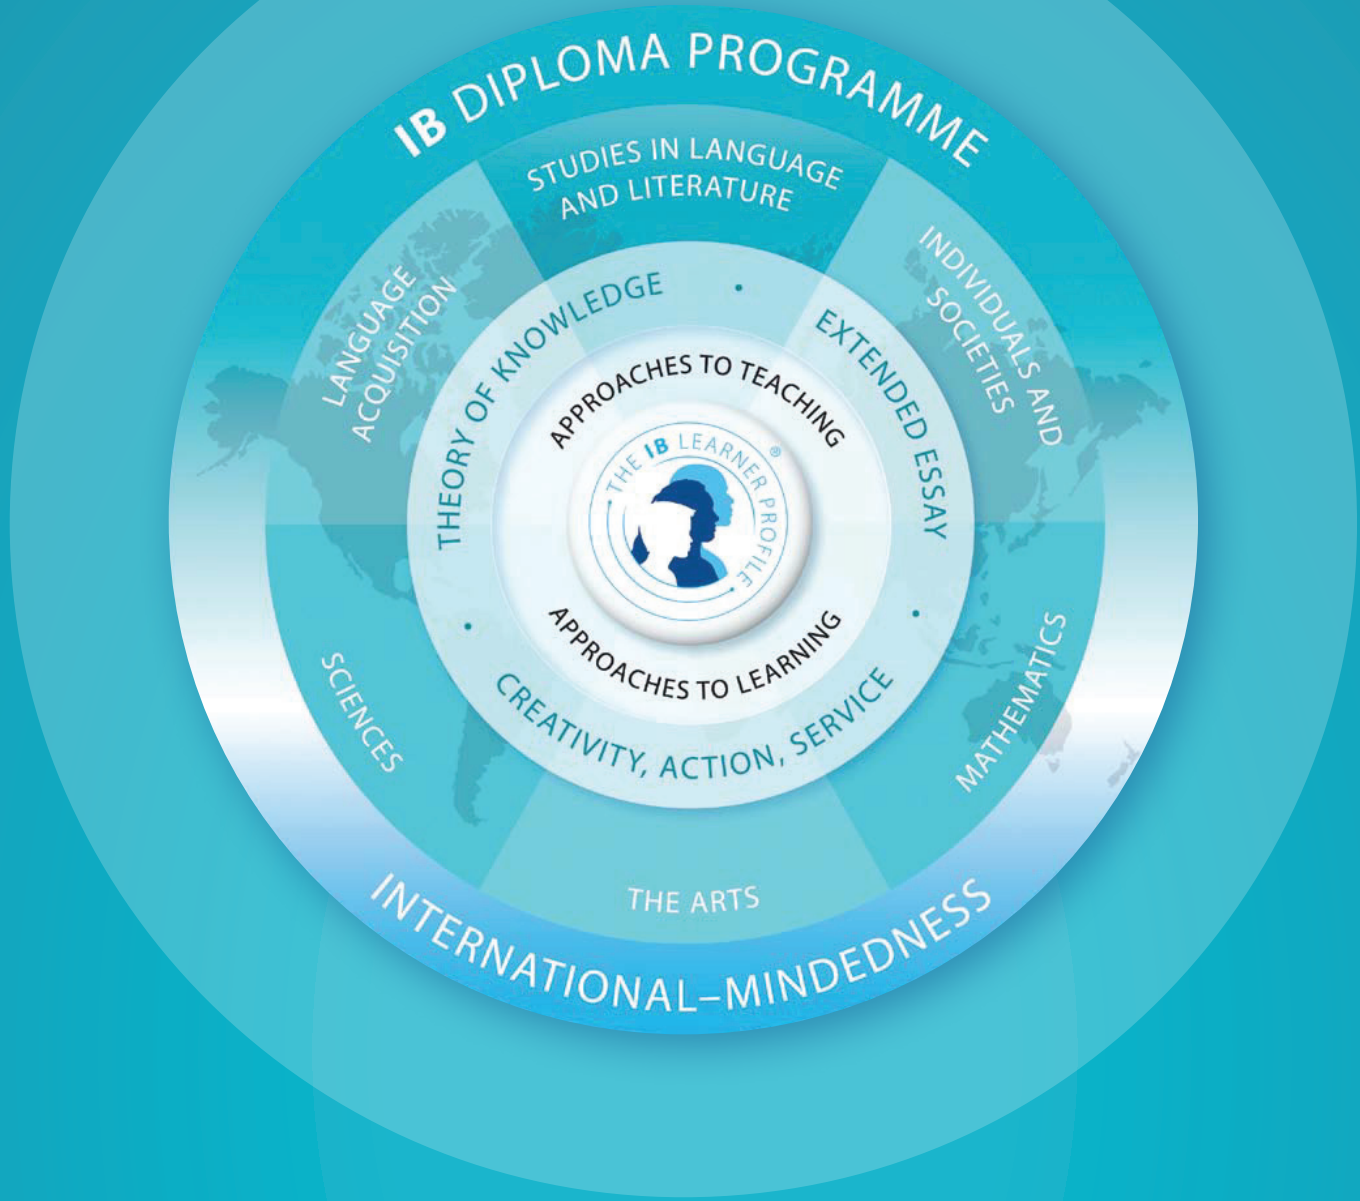 IB DIPLOMA PROGRAMME
STUDIES IN LANGUAGE
AND LITERATURE
LANGUAGE
ACQUISITION
INDIVIDUALS AND
SOCIETIES
THEORY OF KNOWLEDGE
EXTENDED ESSAY
APPROACHES TO TEACHING
THE IB LEARNER PROFILE®
APPROACHES TO LEARNING
CREATIVITY, ACTION, SERVICE
SCIENCES
MATHEMATICS
THE ARTS
INTERNATIONAL–MINDEDNESS